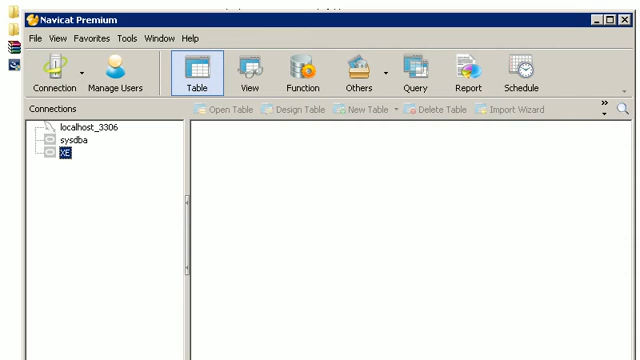 Navicat Premium
File View Favorites Tools Window Help
Connection Manage Users Table View Function Others Query Report Schedule
Connections Open Table Design Table New Table Delete Table Import Wizard »
localhost_3306
sysdba
XE